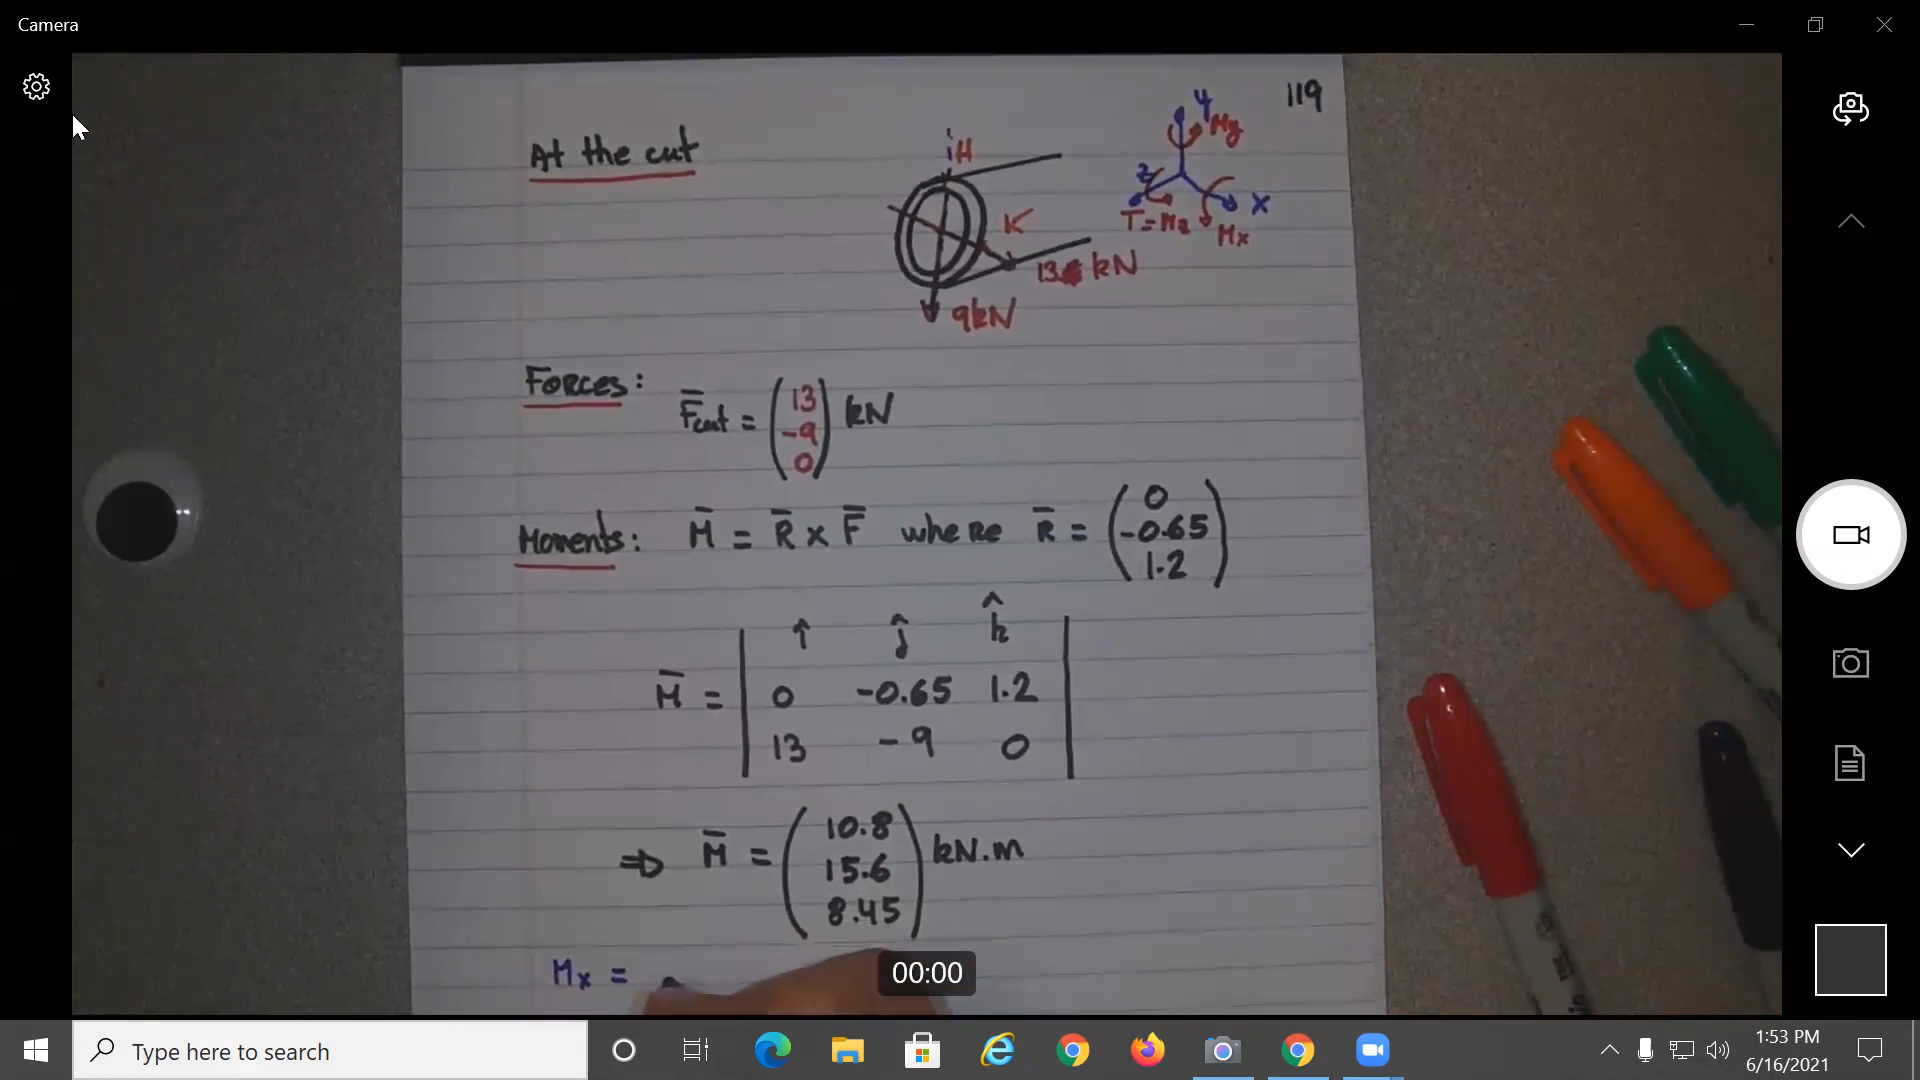 Camera
119
At the cut
H
Y
My
Z
X
K
T = Mz
Mx
13 kN
9kN
Forces:
F̅cut = (13 -9 0) kN
Moments: M̅ = R̅ x F̅ where R̅ = (0 -0.65 1.2)
î ĵ k̂
M̅ = | 0 -0.65 1.2 |
13 -9 0
⇒ M̅ = (10.8 15.6 8.45) kN.m
Mx =
00:00
Type here to search
1:53 PM
6/16/2021